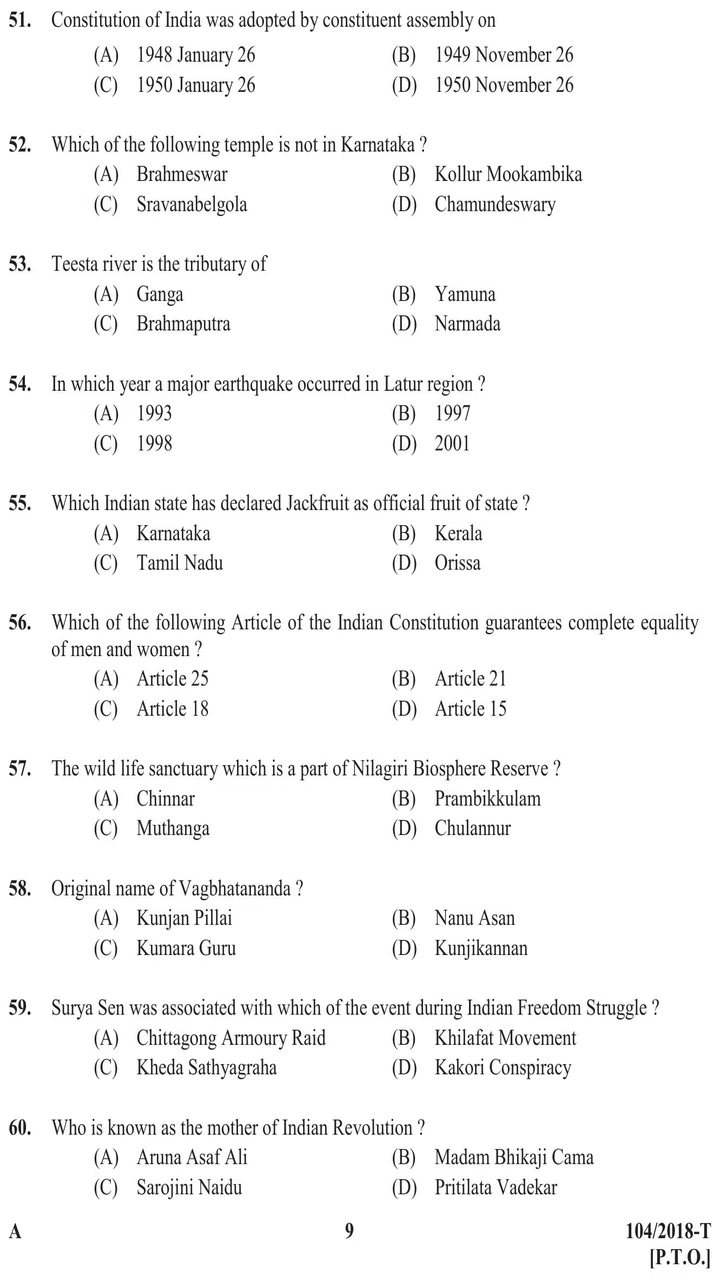 51. Constitution of India was adopted by constituent assembly on
(A) 1948 January 26 (B) 1949 November 26
(C) 1950 January 26 (D) 1950 November 26
52. Which of the following temple is not in Karnataka ?
(A) Brahmeswar (B) Kollur Mookambika
(C) Sravanabelgola (D) Chamundeswary
53. Teesta river is the tributary of
(A) Ganga (B) Yamuna
(C) Brahmaputra (D) Narmada
54. In which year a major earthquake occurred in Latur region ?
(A) 1993 (B) 1997
(C) 1998 (D) 2001
55. Which Indian state has declared Jackfruit as official fruit of state ?
(A) Karnataka (B) Kerala
(C) Tamil Nadu (D) Orissa
56. Which of the following Article of the Indian Constitution guarantees complete equality
of men and women ?
(A) Article 25 (B) Article 21
(C) Article 18 (D) Article 15
57. The wild life sanctuary which is a part of Nilagiri Biosphere Reserve ?
(A) Chinnar (B) Prambikkulam
(C) Muthanga (D) Chulannur
58. Original name of Vagbhatananda ?
(A) Kunjan Pillai (B) Nanu Asan
(C) Kumara Guru (D) Kunjikannan
59. Surya Sen was associated with which of the event during Indian Freedom Struggle ?
(A) Chittagong Armoury Raid (B) Khilafat Movement
(C) Kheda Sathyagraha (D) Kakori Conspiracy
60. Who is known as the mother of Indian Revolution ?
(A) Aruna Asaf Ali (B) Madam Bhikaji Cama
(C) Sarojini Naidu (D) Pritilata Vadekar
A 9 104/2018-T
[P.T.O.]